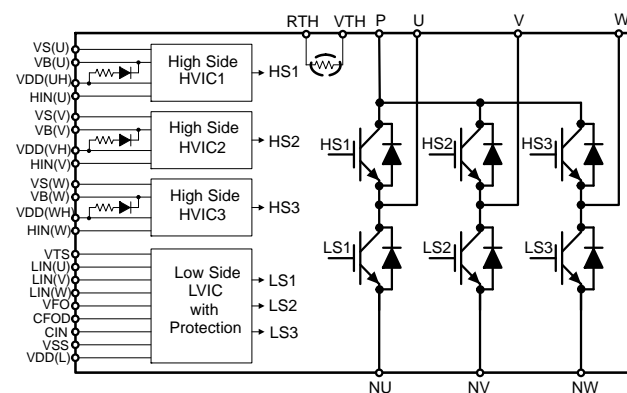 RTH VTH P U V W
VS(U)
VB(U)
VDD(UH)
HIN(U)
High Side
HVIC1
HS1
VS(V)
VB(V)
VDD(VH)
HIN(V)
High Side
HVIC2
HS2
VS(W)
VB(W)
VDD(WH)
HIN(W)
High Side
HVIC3
HS3
VTS
LIN(U)
LIN(V)
LIN(W)
VFO
CFOD
CIN
VSS
VDD(L)
Low Side
LVIC
with
Protection
LS1
LS2
LS3
HS1 HS2 HS3
LS1 LS2 LS3
NU NV NW